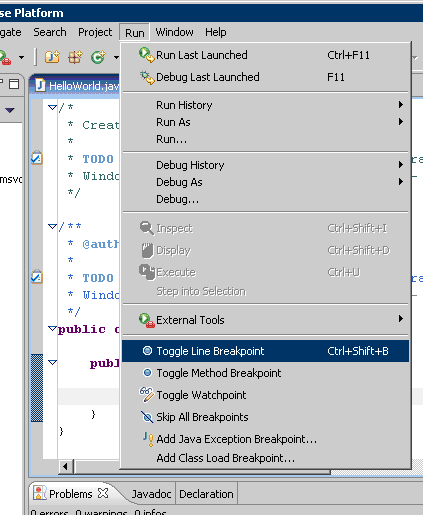 se Platform
gate Search Project Run Window Help
Run Last Launched Ctrl+F11
Debug Last Launched F11
Run History
Run As
Run...
Debug History
Debug As
Debug...
Inspect Ctrl+Shift+I
Display Ctrl+Shift+D
Execute Ctrl+U
Step into Selection
External Tools
Toggle Line Breakpoint Ctrl+Shift+B
Toggle Method Breakpoint
Toggle Watchpoint
Skip All Breakpoints
Add Java Exception Breakpoint...
Add Class Load Breakpoint...
HelloWorld.jav
/*
* Creat
*
* TODO
* Window
*/
/**
* @auth
*
* TODO
* Window
*/
public c
publ
}
}
msvc
Problems Javadoc Declaration
0 errors, 0 warnings, 0 infos